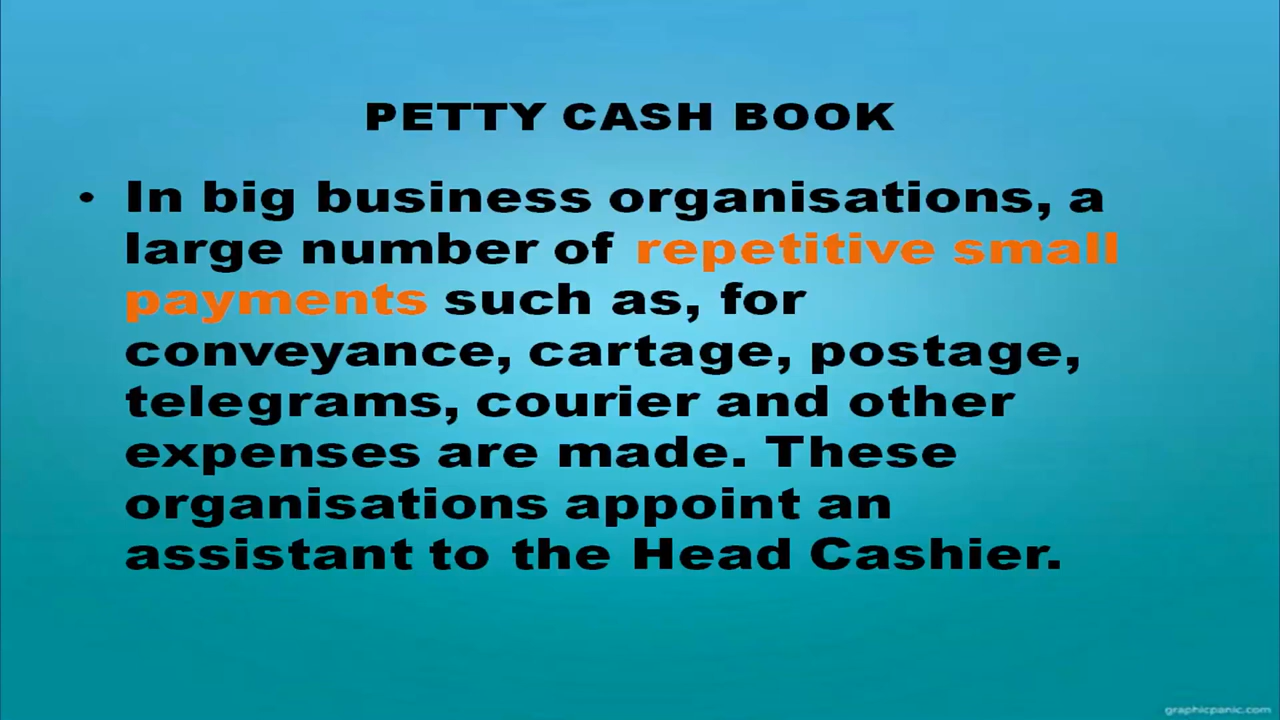 PETTY CASH BOOK
• In big business organisations, a
large number of repetitive small
payments such as, for
conveyance, cartage, postage,
telegrams, courier and other
expenses are made. These
organisations appoint an
assistant to the Head Cashier.
graphicpanic.com